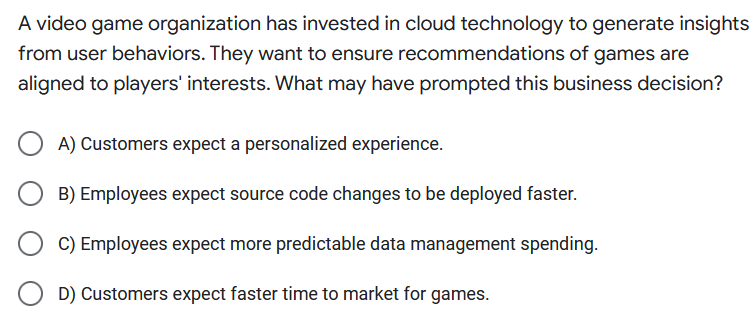 A video game organization has invested in cloud technology to generate insights
from user behaviors. They want to ensure recommendations of games are
aligned to players' interests. What may have prompted this business decision?
A) Customers expect a personalized experience.
B) Employees expect source code changes to be deployed faster.
C) Employees expect more predictable data management spending.
D) Customers expect faster time to market for games.